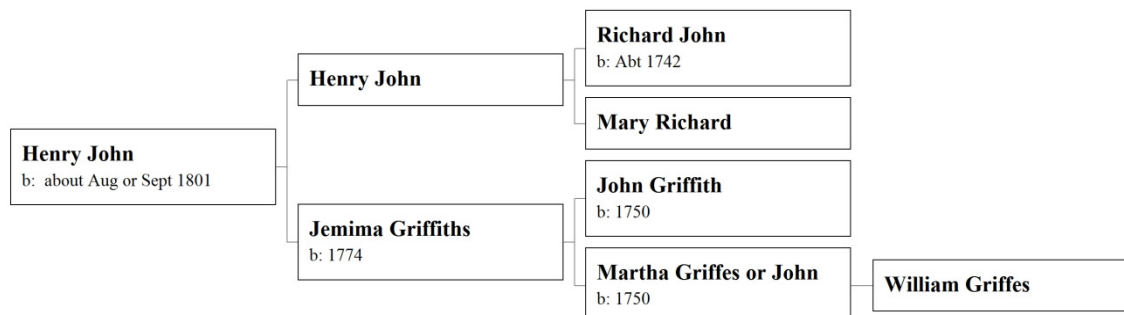 Henry John
b:  about Aug or Sept 1801
Henry John
Jemima Griffiths
b: 1774
Richard John
b: Abt 1742
Mary Richard
John Griffith
b: 1750
Martha Griffes or John
b: 1750
William Griffes